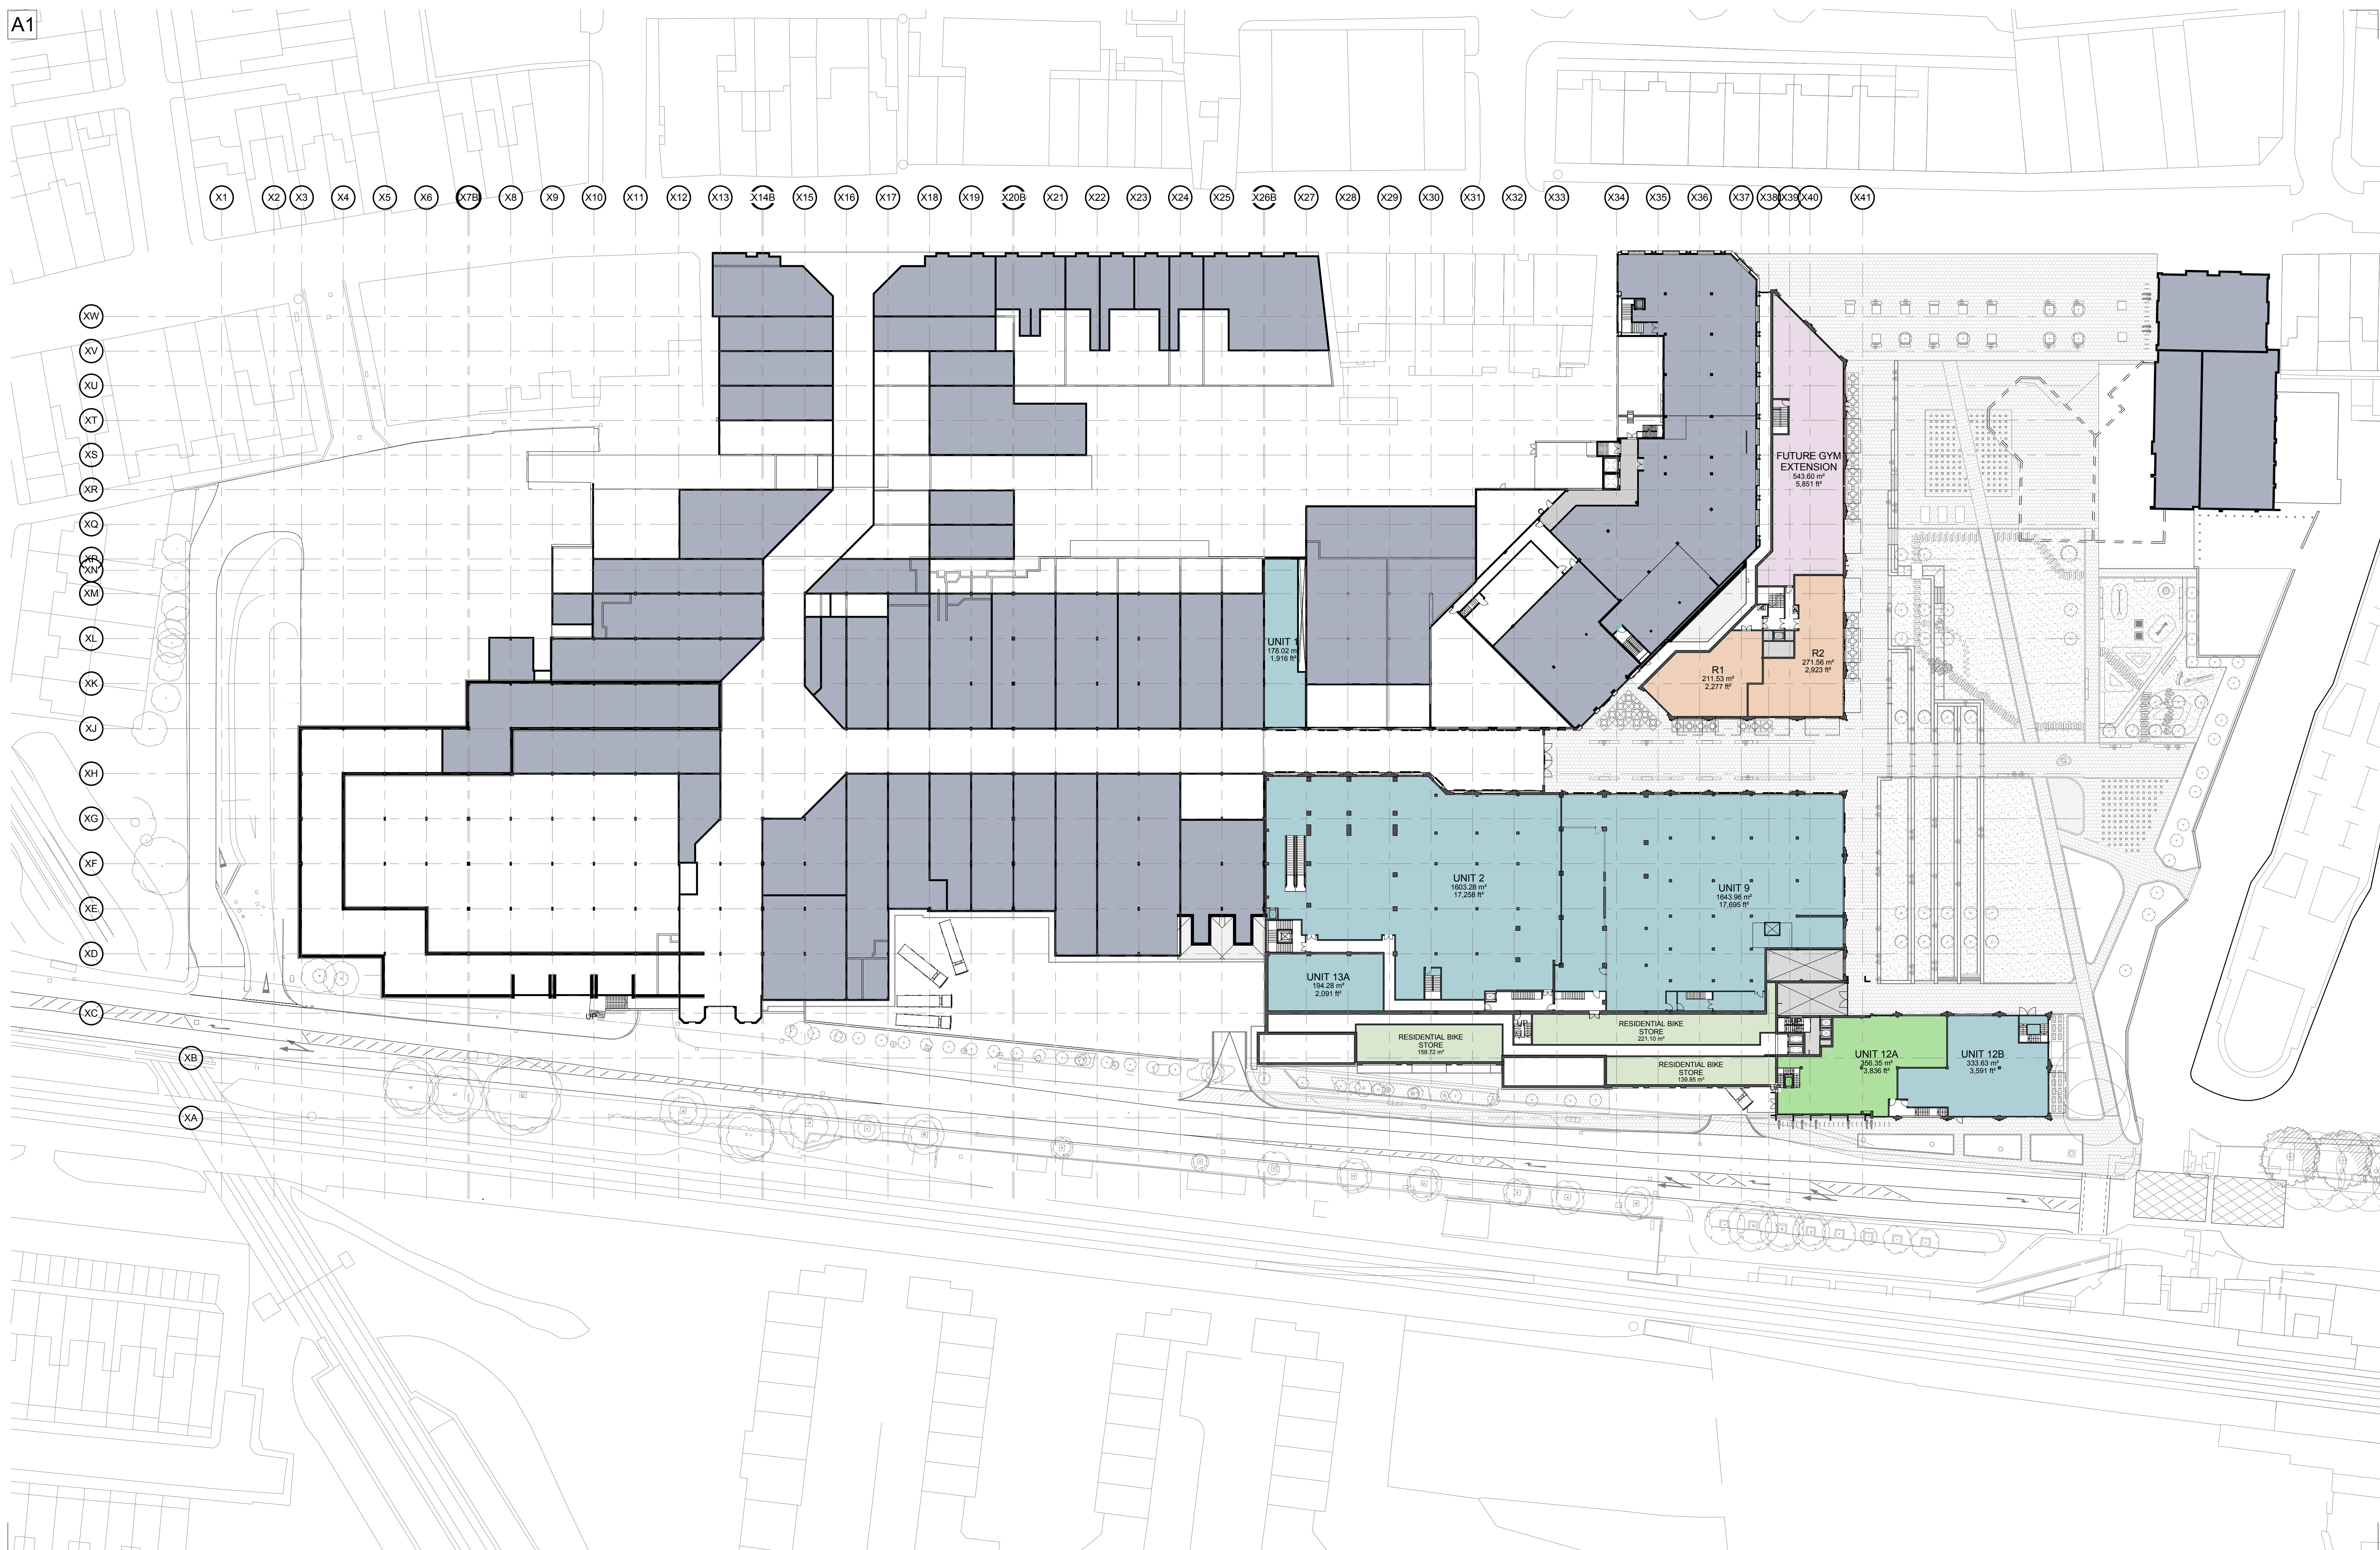 A1
X1 X2 X3 X4 X5 X6 X7B X8 X9 X10 X11 X12 X13 X14B X15 X16 X17 X18 X19 X20B X21 X22 X23 X24 X25 X26B X27 X28 X29 X30 X31 X32 X33 X34 X35 X36 X37 X38 X39 X40 X41
XW
XV
XU
XT
XS
XR
XQ
XN
XM
XL
XK
XJ
XH
XG
XF
XE
XD
XC
XB
XA
FUTURE GYM
EXTENSION
543.60 m²
5,851 ft²
UNIT 1
178.02 m
1,916 ft²
R1
211.53 m²
2,277 ft²
R2
271.56 m²
2,923 ft²
UNIT 2
1603.28 m²
17,258 ft²
UNIT 9
1643.96 m²
17,695 ft²
UNIT 13A
194.28 m²
2,091 ft²
RESIDENTIAL BIKE
STORE
158.72 m²
RESIDENTIAL BIKE
STORE
221.10 m²
RESIDENTIAL BIKE
STORE
139.85 m²
UNIT 12A
356.35 m²
3,836 ft²
UNIT 12B
333.63 m²
3,591 ft²
UP
UP
UP